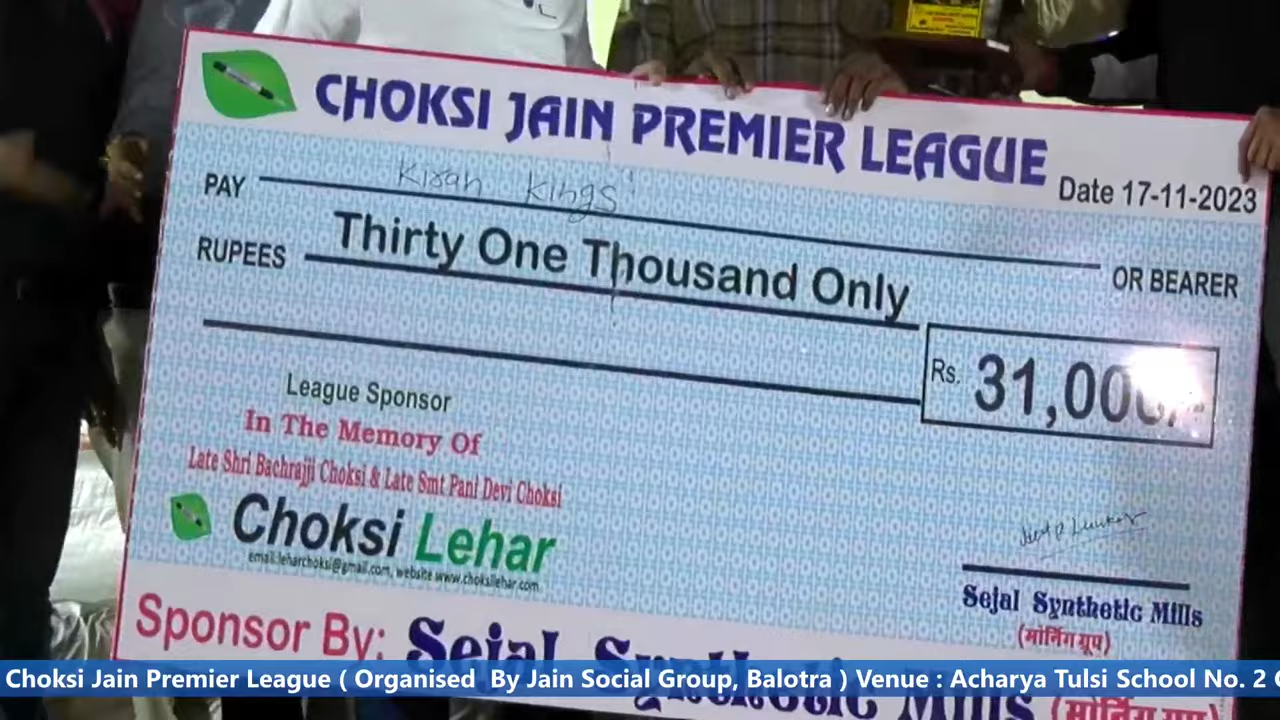 CHOKSI JAIN PREMIER LEAGUE
Date 17-11-2023
PAY Kiran Kings OR BEARER
RUPEES Thirty One Thousand Only
Rs. 31,000/-
League Sponsor
In The Memory Of
Late Shri Bachrajji Choksi & Late Smt Pani Devi Choksi
Choksi Lehar
email:leharchoksi@gmail.com, website www.choksilehar.com
Sejal Synthetic Mills
(मोर्निंग ग्रूप)
Sponsor By: Sejal Synthetic Mills (मोर्निंग ग्रूप)
Choksi Jain Premier League ( Organised By Jain Social Group, Balotra ) Venue : Acharya Tulsi School No. 2